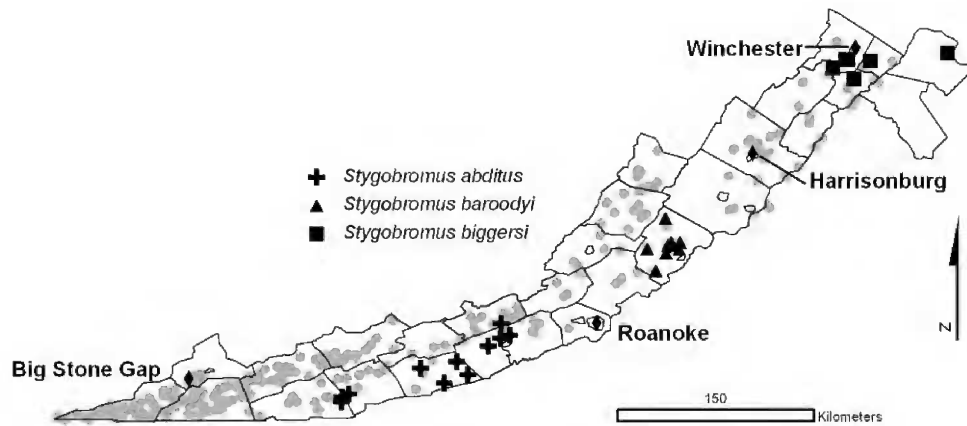 Winchester
Stygobromus abditus
Stygobromus baroodyi
Stygobromus biggersi
Harrisonburg
Roanoke
Big Stone Gap
N
150
Kilometers